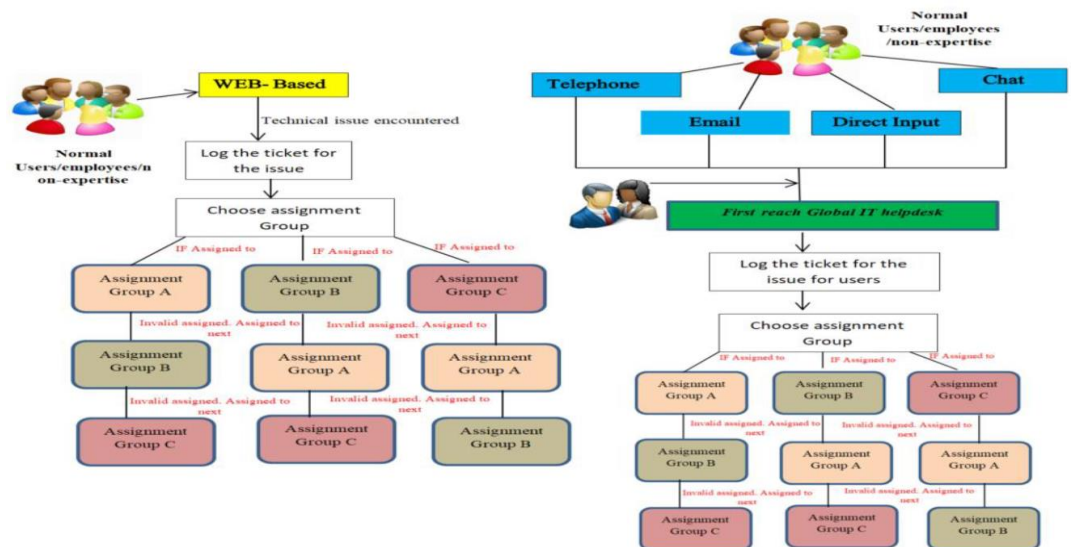 WEB- Based
Technical issue encountered
Normal
Users/employees/n
on-expertise
Log the ticket for
the issue
Choose assignment
Group
IF Assigned to
IF Assigned to
IF Assigned to
Assignment
Group A
Assignment
Group B
Assignment
Group C
Invalid assigned. Assigned to
next
Invalid assigned. Assigned to
next
Assignment
Group B
Assignment
Group A
Assignment
Group A
Invalid assigned. Assigned to
next
Invalid assigned. Assigned to
next
Assignment
Group C
Assignment
Group C
Assignment
Group B
Normal
Users/employees
/non-expertise
Telephone
Chat
Email
Direct Input
First reach Global IT helpdesk
Log the ticket for the
issue for users
Choose assignment
Group
IF Assigned to
IF Assigned to
IF Assigned to
Assignment
Group A
Assignment
Group B
Assignment
Group C
Invalid assigned. Assigned to
next
Invalid assigned. Assigned to
next
Assignment
Group B
Assignment
Group A
Assignment
Group A
Invalid assigned. Assigned to
next
Invalid assigned. Assigned to
next
Assignment
Group C
Assignment
Group C
Assignment
Group B